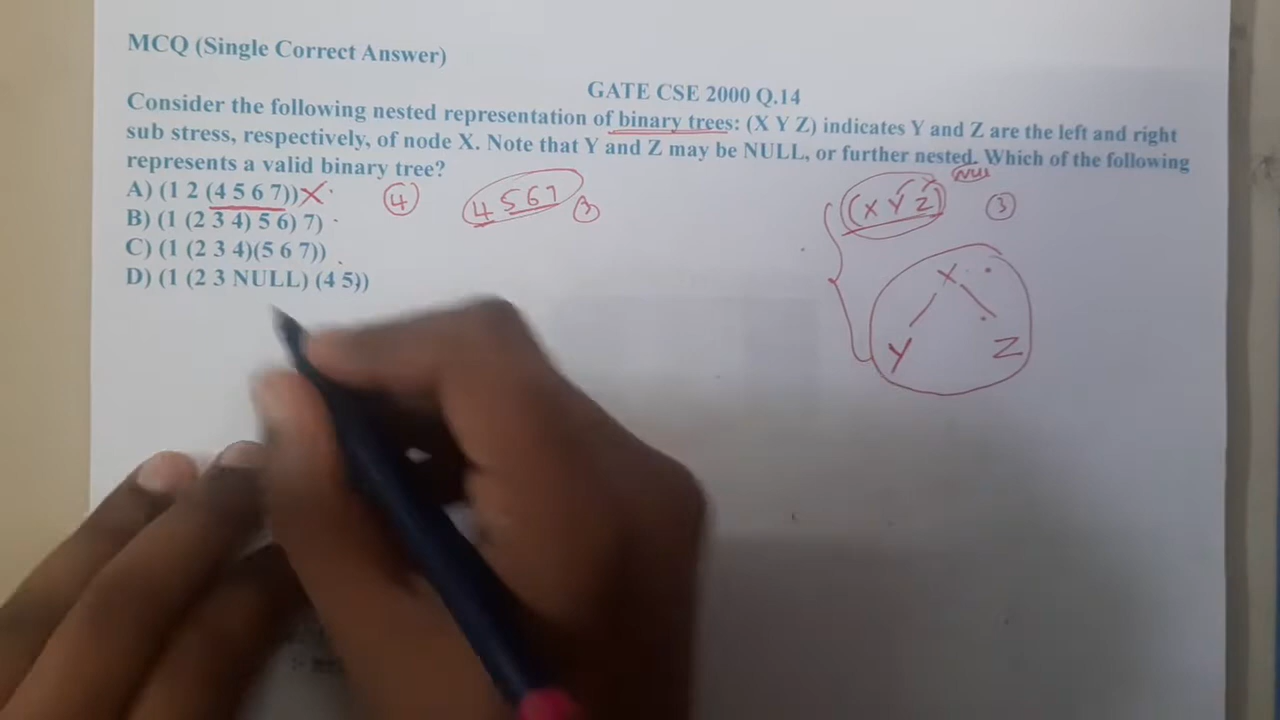 MCQ (Single Correct Answer)
GATE CSE 2000 Q.14
Consider the following nested representation of binary trees: (X Y Z) indicates Y and Z are the left and right
sub stress, respectively, of node X. Note that Y and Z may be NULL, or further nested. Which of the following
represents a valid binary tree?
A) (1 2 (4 5 6 7)) X
B) (1 (2 3 4) 5 6) 7)
C) (1 (2 3 4)(5 6 7))
D) (1 (2 3 NULL) (4 5))
4
4 5 6 7
3
NULL
(X Y Z)
3
X
Y Z